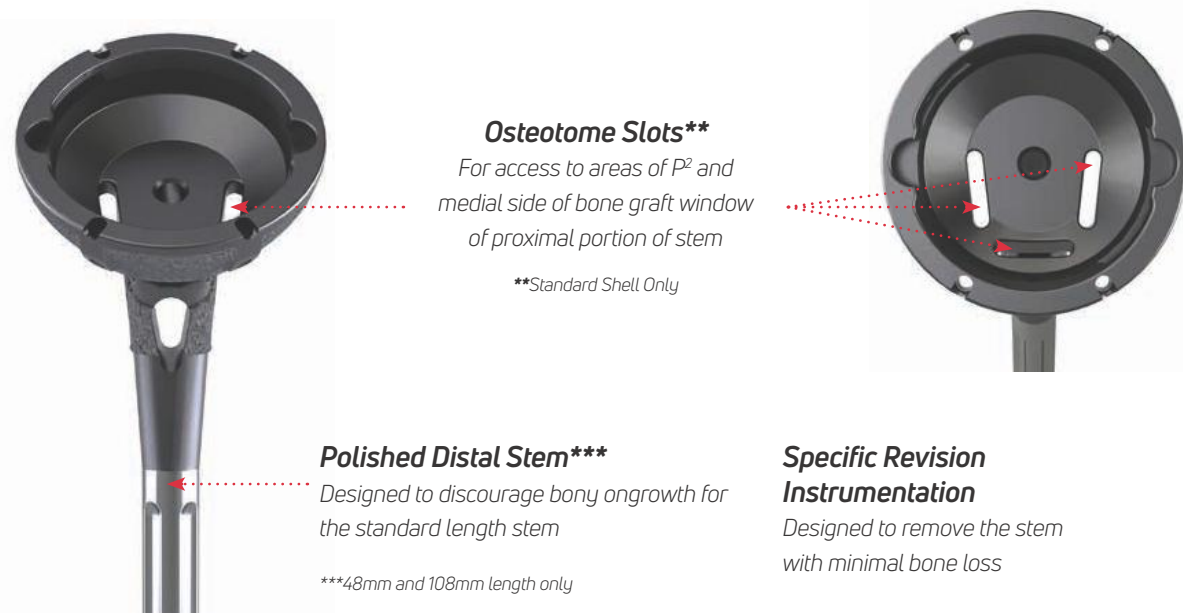 Osteotome Slots**
For access to areas of P² and
medial side of bone graft window
of proximal portion of stem
**Standard Shell Only
Polished Distal Stem***
Designed to discourage bony ongrowth for
the standard length stem
***48mm and 108mm length only
Specific Revision
Instrumentation
Designed to remove the stem
with minimal bone loss